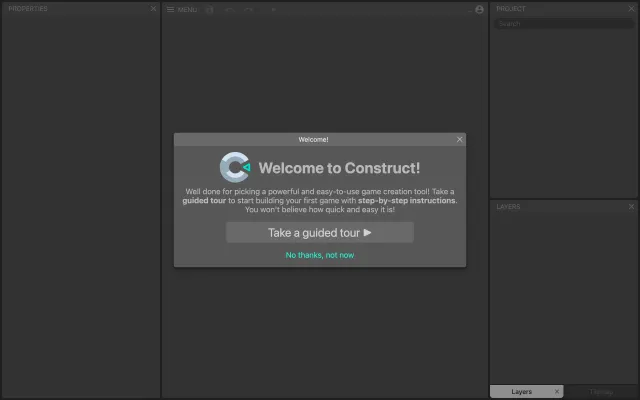 PROPERTIES
MENU
PROJECT
Search
Welcome!
Welcome to Construct!
Well done for picking a powerful and easy-to-use game creation tool! Take a
guided tour to start building your first game with step-by-step instructions.
You won't believe how quick and easy it is!
Take a guided tour
No thanks, not now
LAYERS
Layers